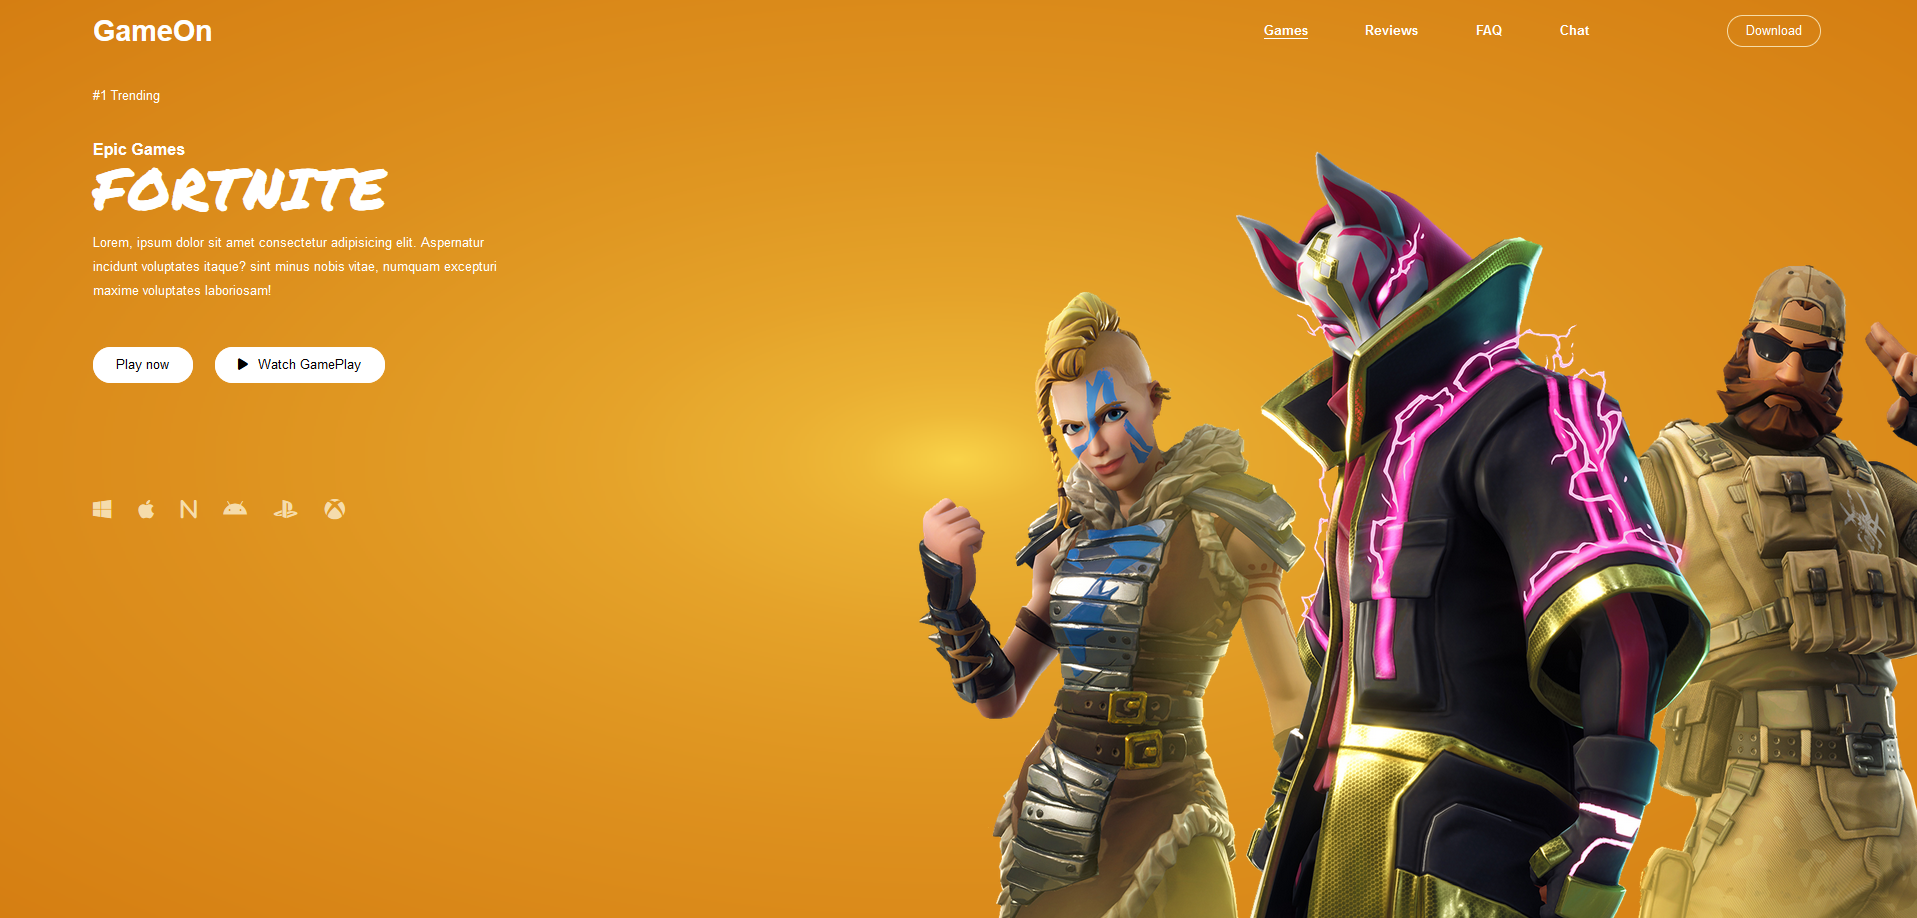 GameOn
Games Reviews FAQ Chat Download
#1 Trending
Epic Games
FORTNITE
Lorem, ipsum dolor sit amet consectetur adipisicing elit. Aspernatur
incidunt voluptates itaque? sint minus nobis vitae, numquam excepturi
maxime voluptates laboriosam!
Play now
Watch GamePlay